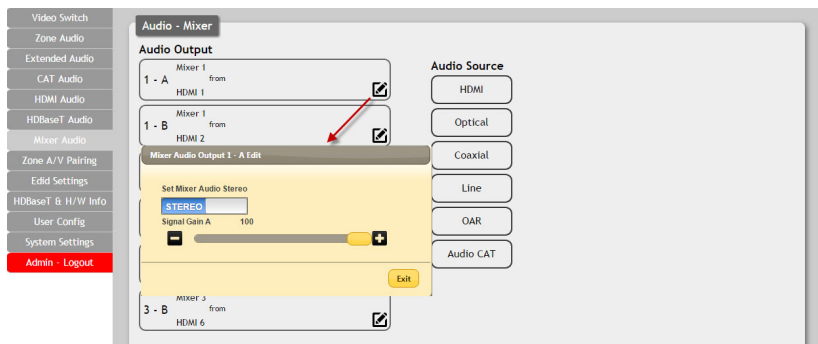 Video Switch
Zone Audio
Extended Audio
CAT Audio
HDMI Audio
HDBaseT Audio
Mixer Audio
Zone A/V Pairing
Edid Settings
HDBaseT & H/W Info
User Config
System Settings
Admin - Logout
Audio - Mixer
Audio Output
Mixer 1
1 - A from
HDMI 1
Mixer 1
1 - B from
HDMI 2
Mixer Audio Output 1 - A Edit
Set Mixer Audio Stereo
STEREO
Signal Gain A 100
Exit
Mixer 3
3 - B from
HDMI 6
Audio Source
HDMI
Optical
Coaxial
Line
OAR
Audio CAT